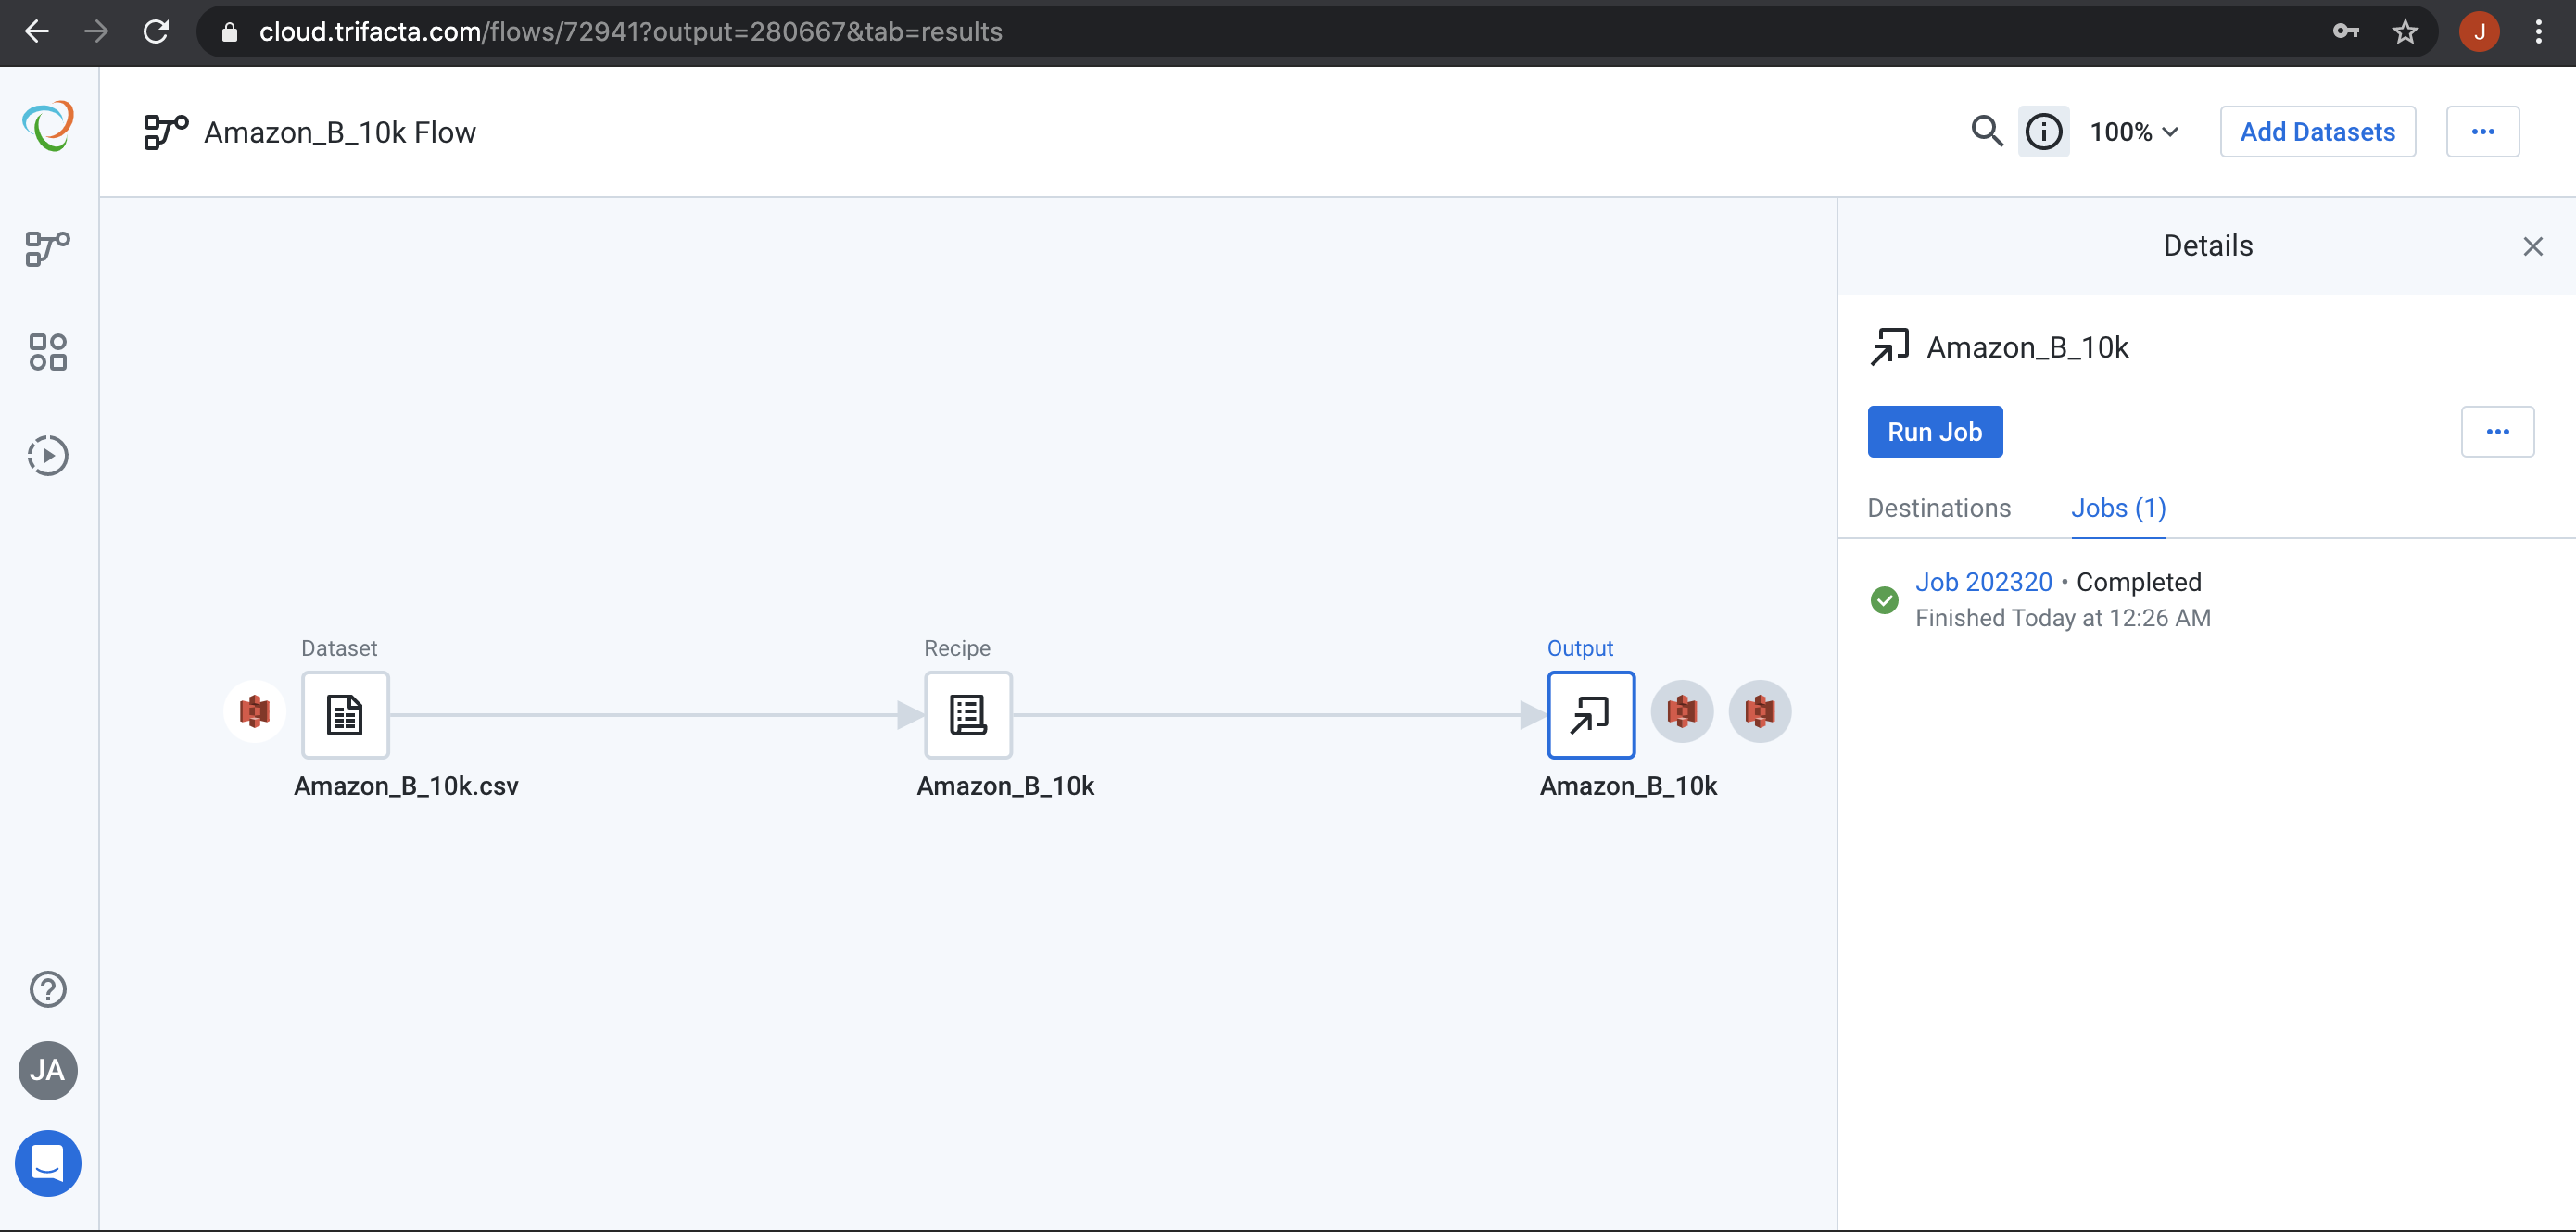 cloud.trifacta.com/flows/72941?output=280667&tab=results
J
Amazon_B_10k Flow
100%
Add Datasets
Details
Amazon_B_10k
Run Job
Destinations
Jobs (1)
Job 202320 • Completed
Finished Today at 12:26 AM
Dataset
Recipe
Output
Amazon_B_10k.csv
Amazon_B_10k
Amazon_B_10k
JA